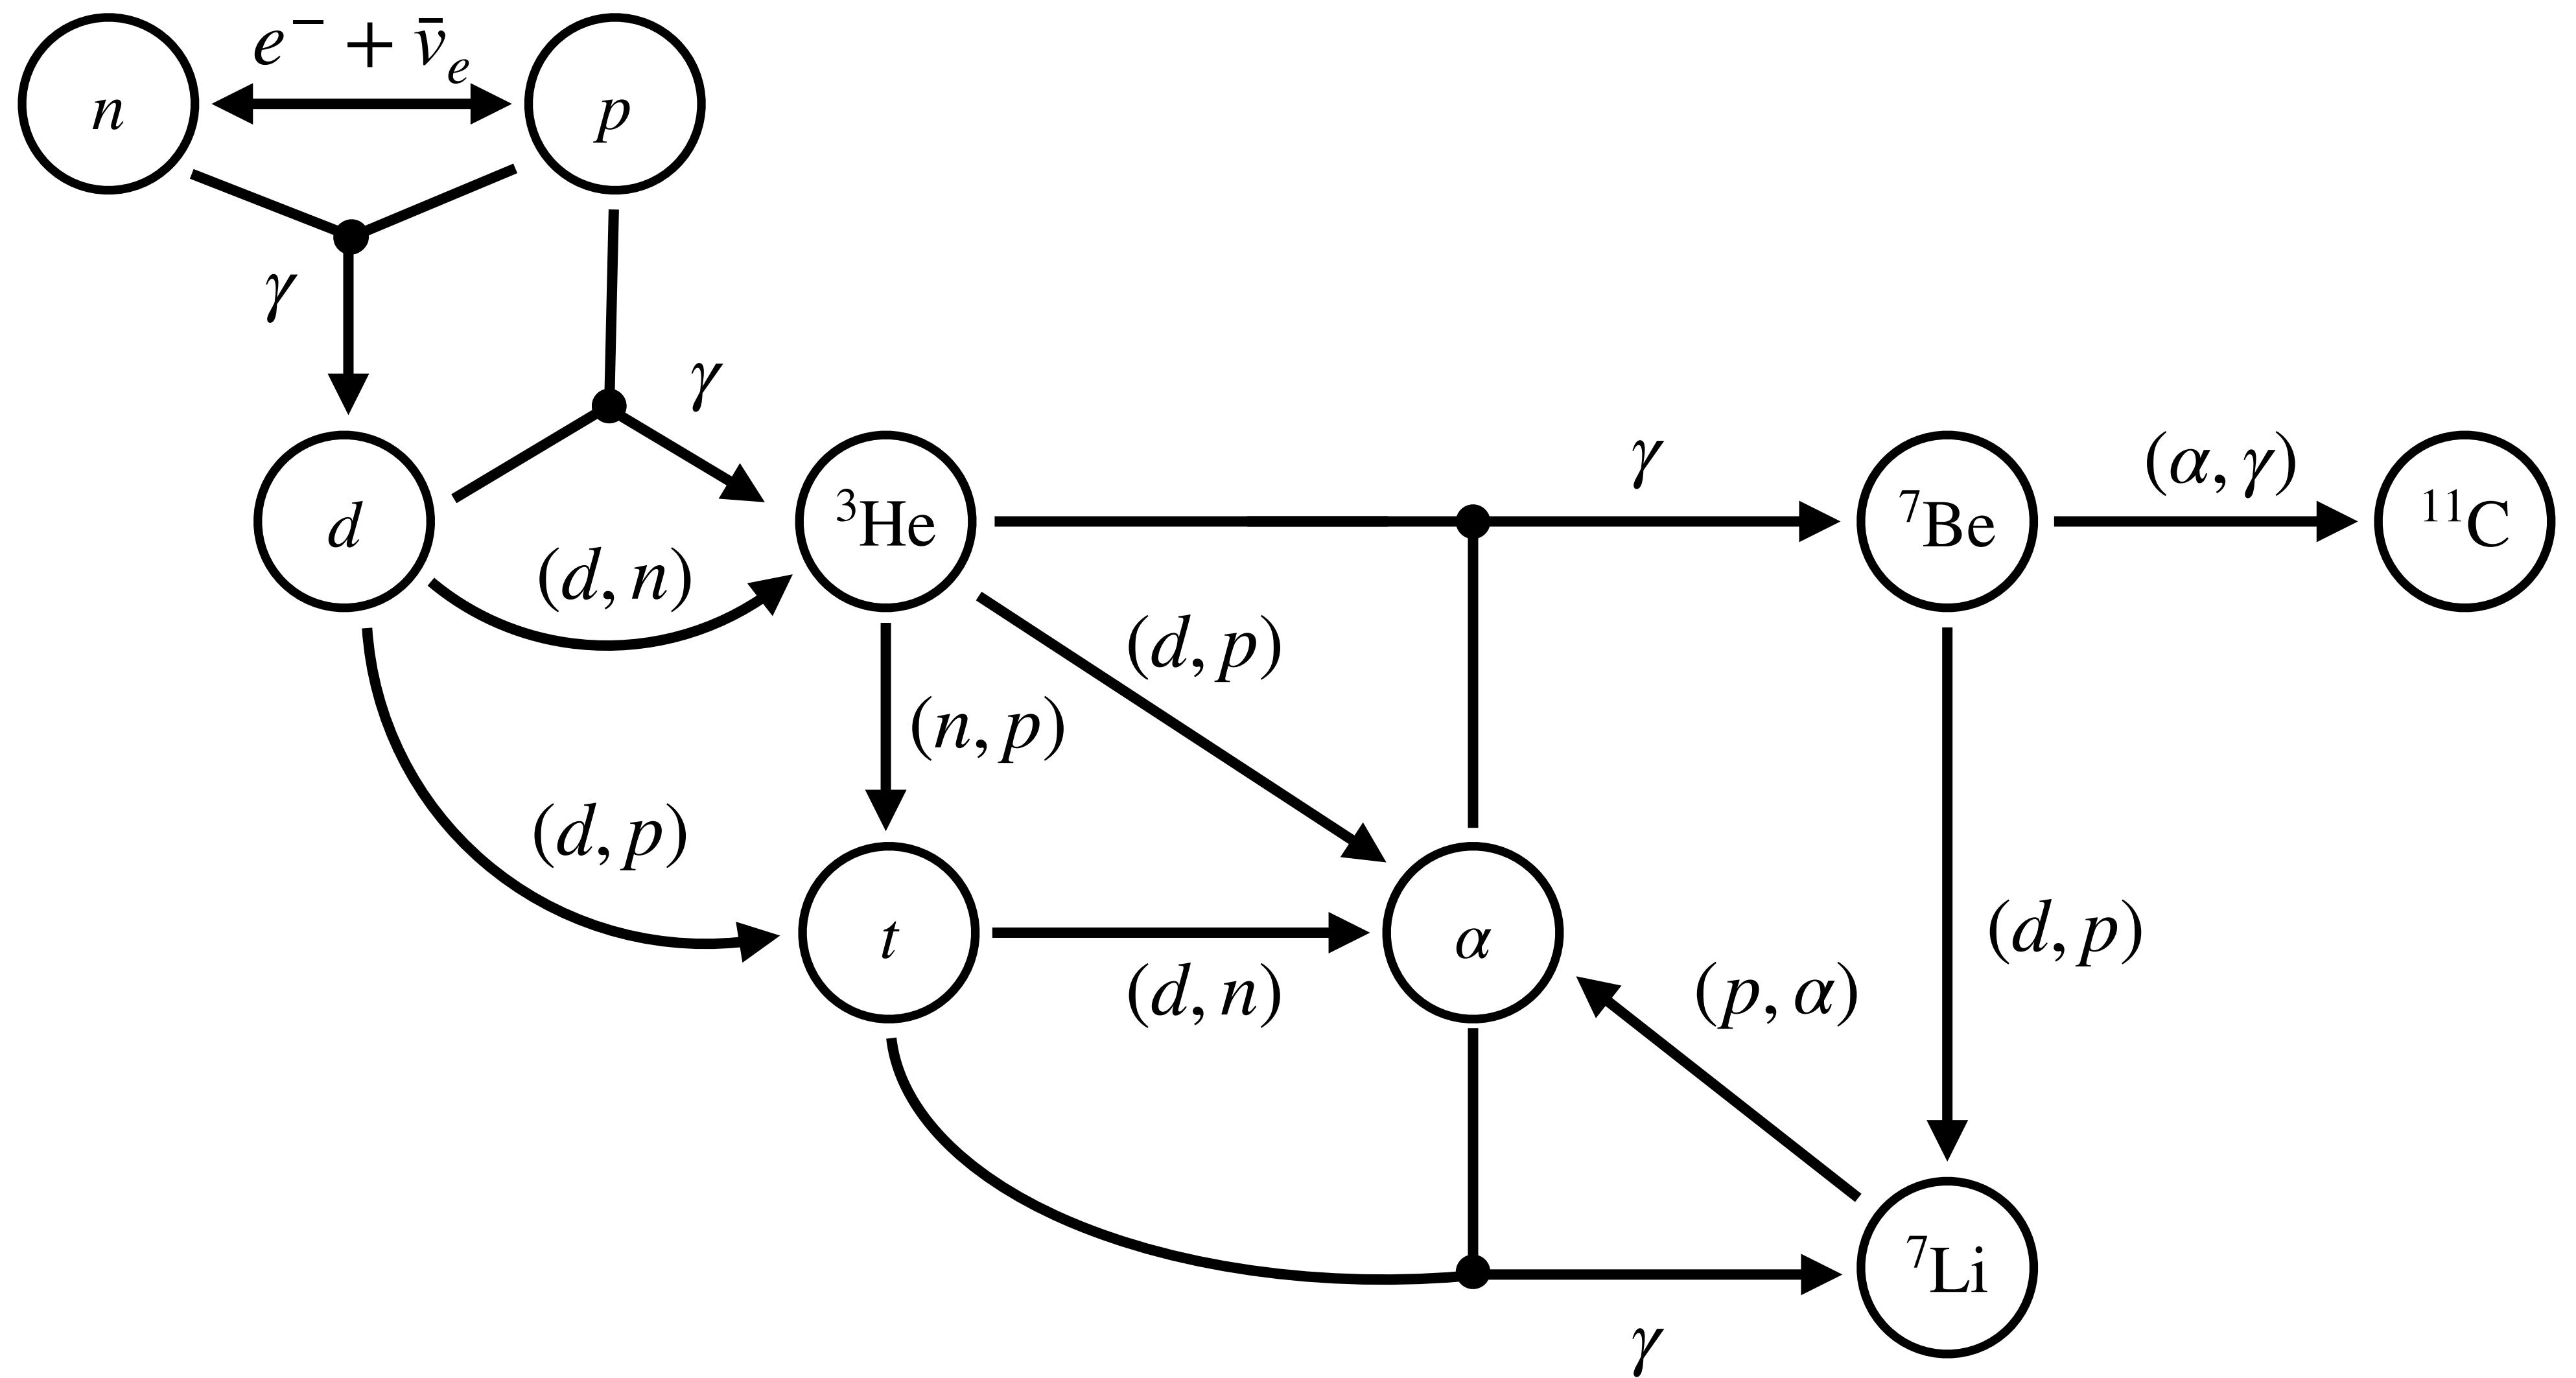 n
e⁻ + v̄ₑ
p
γ
γ
d
(d, n)
³He
γ
⁷Be
(α, γ)
¹¹C
(d, p)
(n, p)
(d, p)
t
(d, n)
α
(p, α)
(d, p)
⁷Li
γ